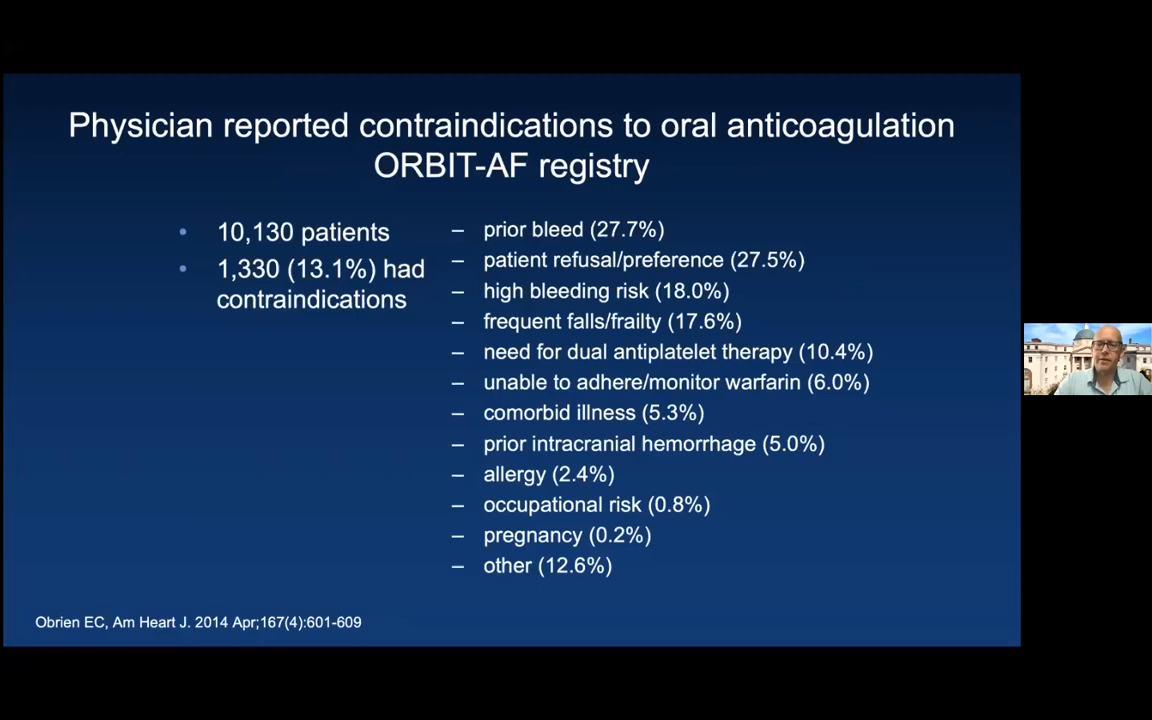 Physician reported contraindications to oral anticoagulation
ORBIT-AF registry
• 10,130 patients
• 1,330 (13.1%) had
contraindications
– prior bleed (27.7%)
– patient refusal/preference (27.5%)
– high bleeding risk (18.0%)
– frequent falls/frailty (17.6%)
– need for dual antiplatelet therapy (10.4%)
– unable to adhere/monitor warfarin (6.0%)
– comorbid illness (5.3%)
– prior intracranial hemorrhage (5.0%)
– allergy (2.4%)
– occupational risk (0.8%)
– pregnancy (0.2%)
– other (12.6%)
Obrien EC, Am Heart J. 2014 Apr;167(4):601-609